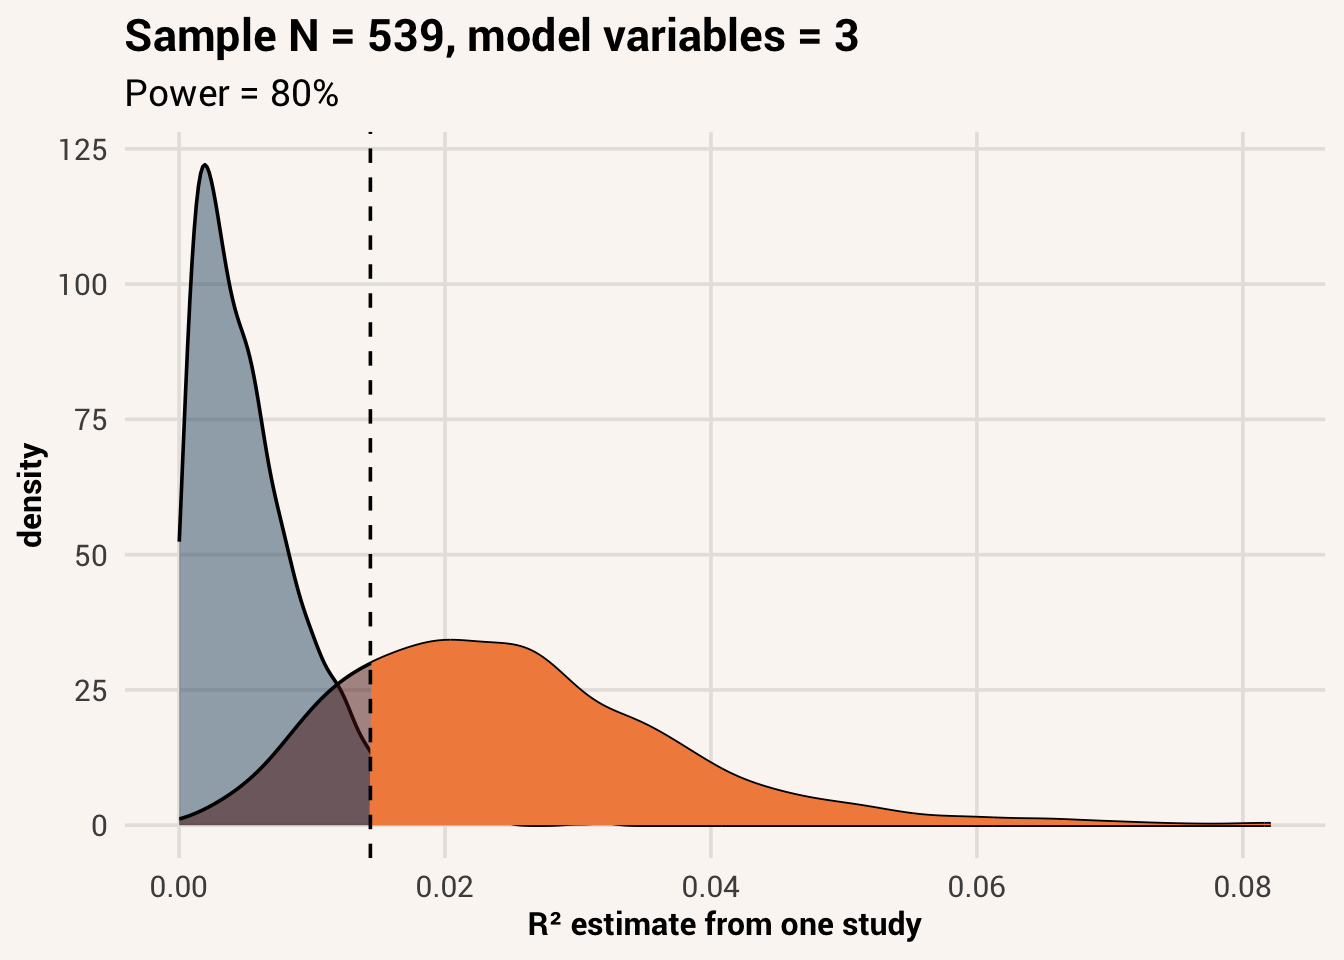 Sample N = 539, model variables = 3
Power = 80%
125
100
75
50
25
0
density
0.00 0.02 0.04 0.06 0.08
R² estimate from one study